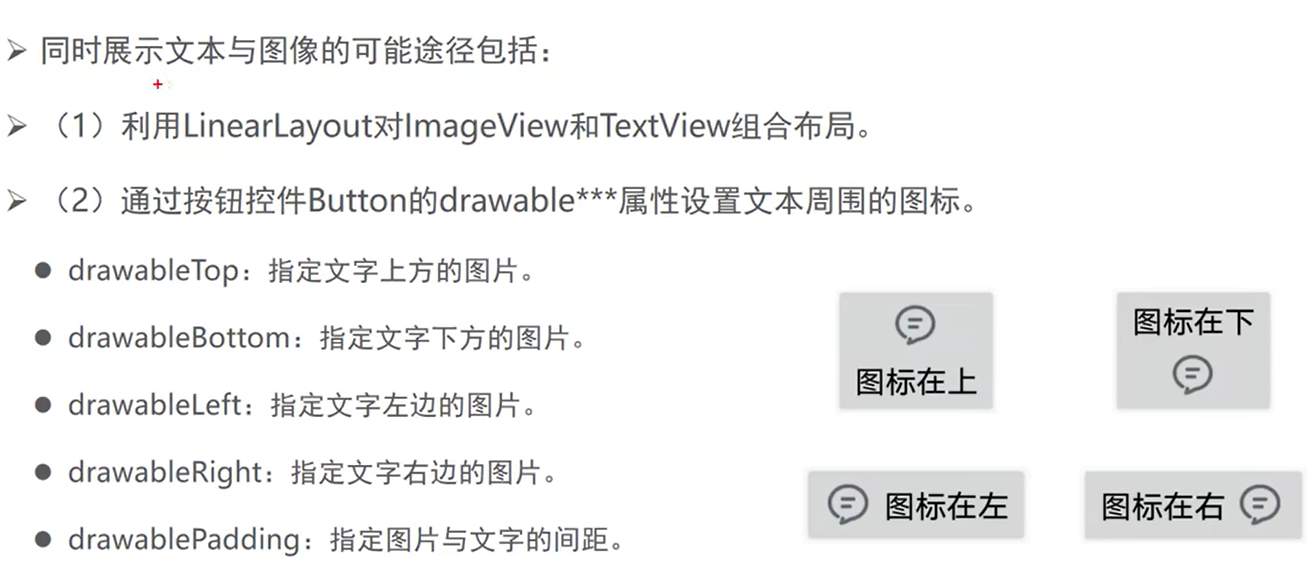 同时展示文本与图像的可能途径包括：
（1）利用LinearLayout对ImageView和TextView组合布局。
（2）通过按钮控件Button的drawable***属性设置文本周围的图标。
drawableTop：指定文字上方的图片。
drawableBottom：指定文字下方的图片。
drawableLeft：指定文字左边的图片。
drawableRight：指定文字右边的图片。
drawablePadding：指定图片与文字的间距。
图标在上
图标在下
图标在左
图标在右